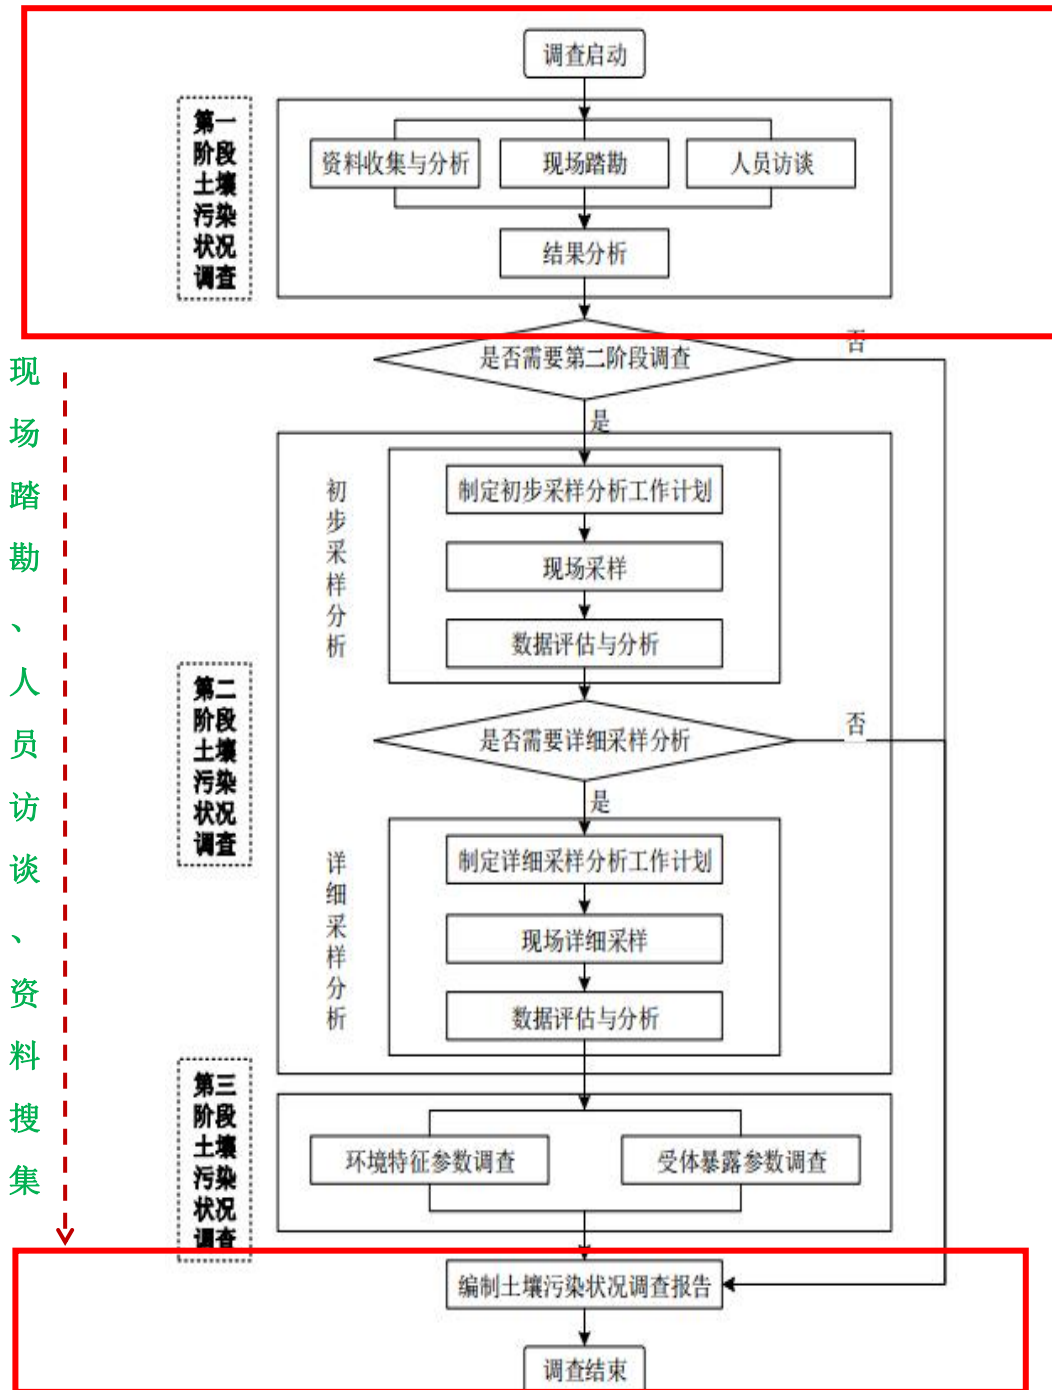 调查启动
第一
阶段
土壤
污染
状况
调查
资料收集与分析
现场踏勘
人员访谈
结果分析
是否需要第二阶段调查
否
是
现场踏勘、人员访谈、资料搜集
初步采样分析
制定初步采样分析工作计划
现场采样
数据评估与分析
第二
阶段
土壤
污染
状况
调查
是否需要详细采样分析
否
是
详细采样分析
制定详细采样分析工作计划
现场详细采样
数据评估与分析
第三
阶段
土壤
污染
状况
调查
环境特征参数调查
受体暴露参数调查
编制土壤污染状况调查报告
调查结束